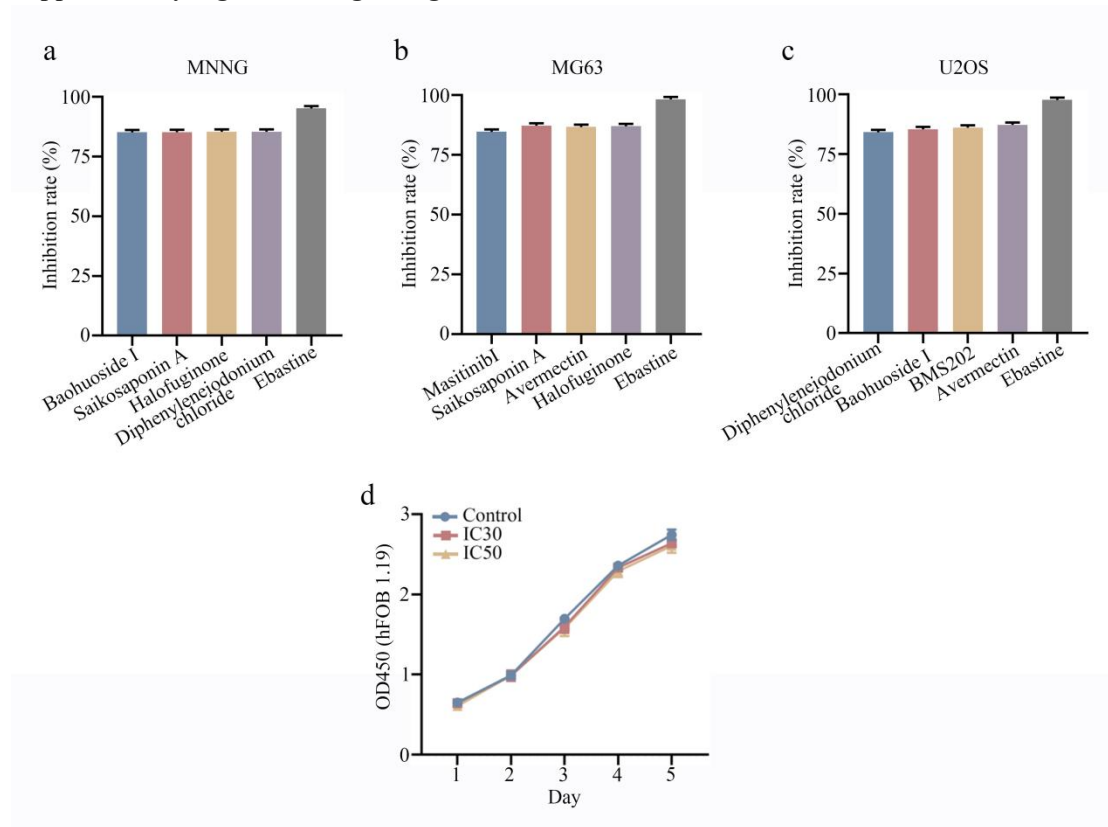 a
MNNG
Inhibition rate (%)
100
75
50
25
0
Baohuoside I
Saikosaponin A
Halofuginone
Diphenyleneiodonium
chloride
Ebastine
b
MG63
Inhibition rate (%)
100
75
50
25
0
MasitinibI
Saikosaponin A
Avermectin
Halofuginone
Ebastine
c
U2OS
Inhibition rate (%)
100
75
50
25
0
Diphenyleneiodonium
chloride
Baohuoside I
BMS202
Avermectin
Ebastine
d
Control
IC30
IC50
OD450 (hFOB 1.19)
3
2
1
0
1 2 3 4 5
Day